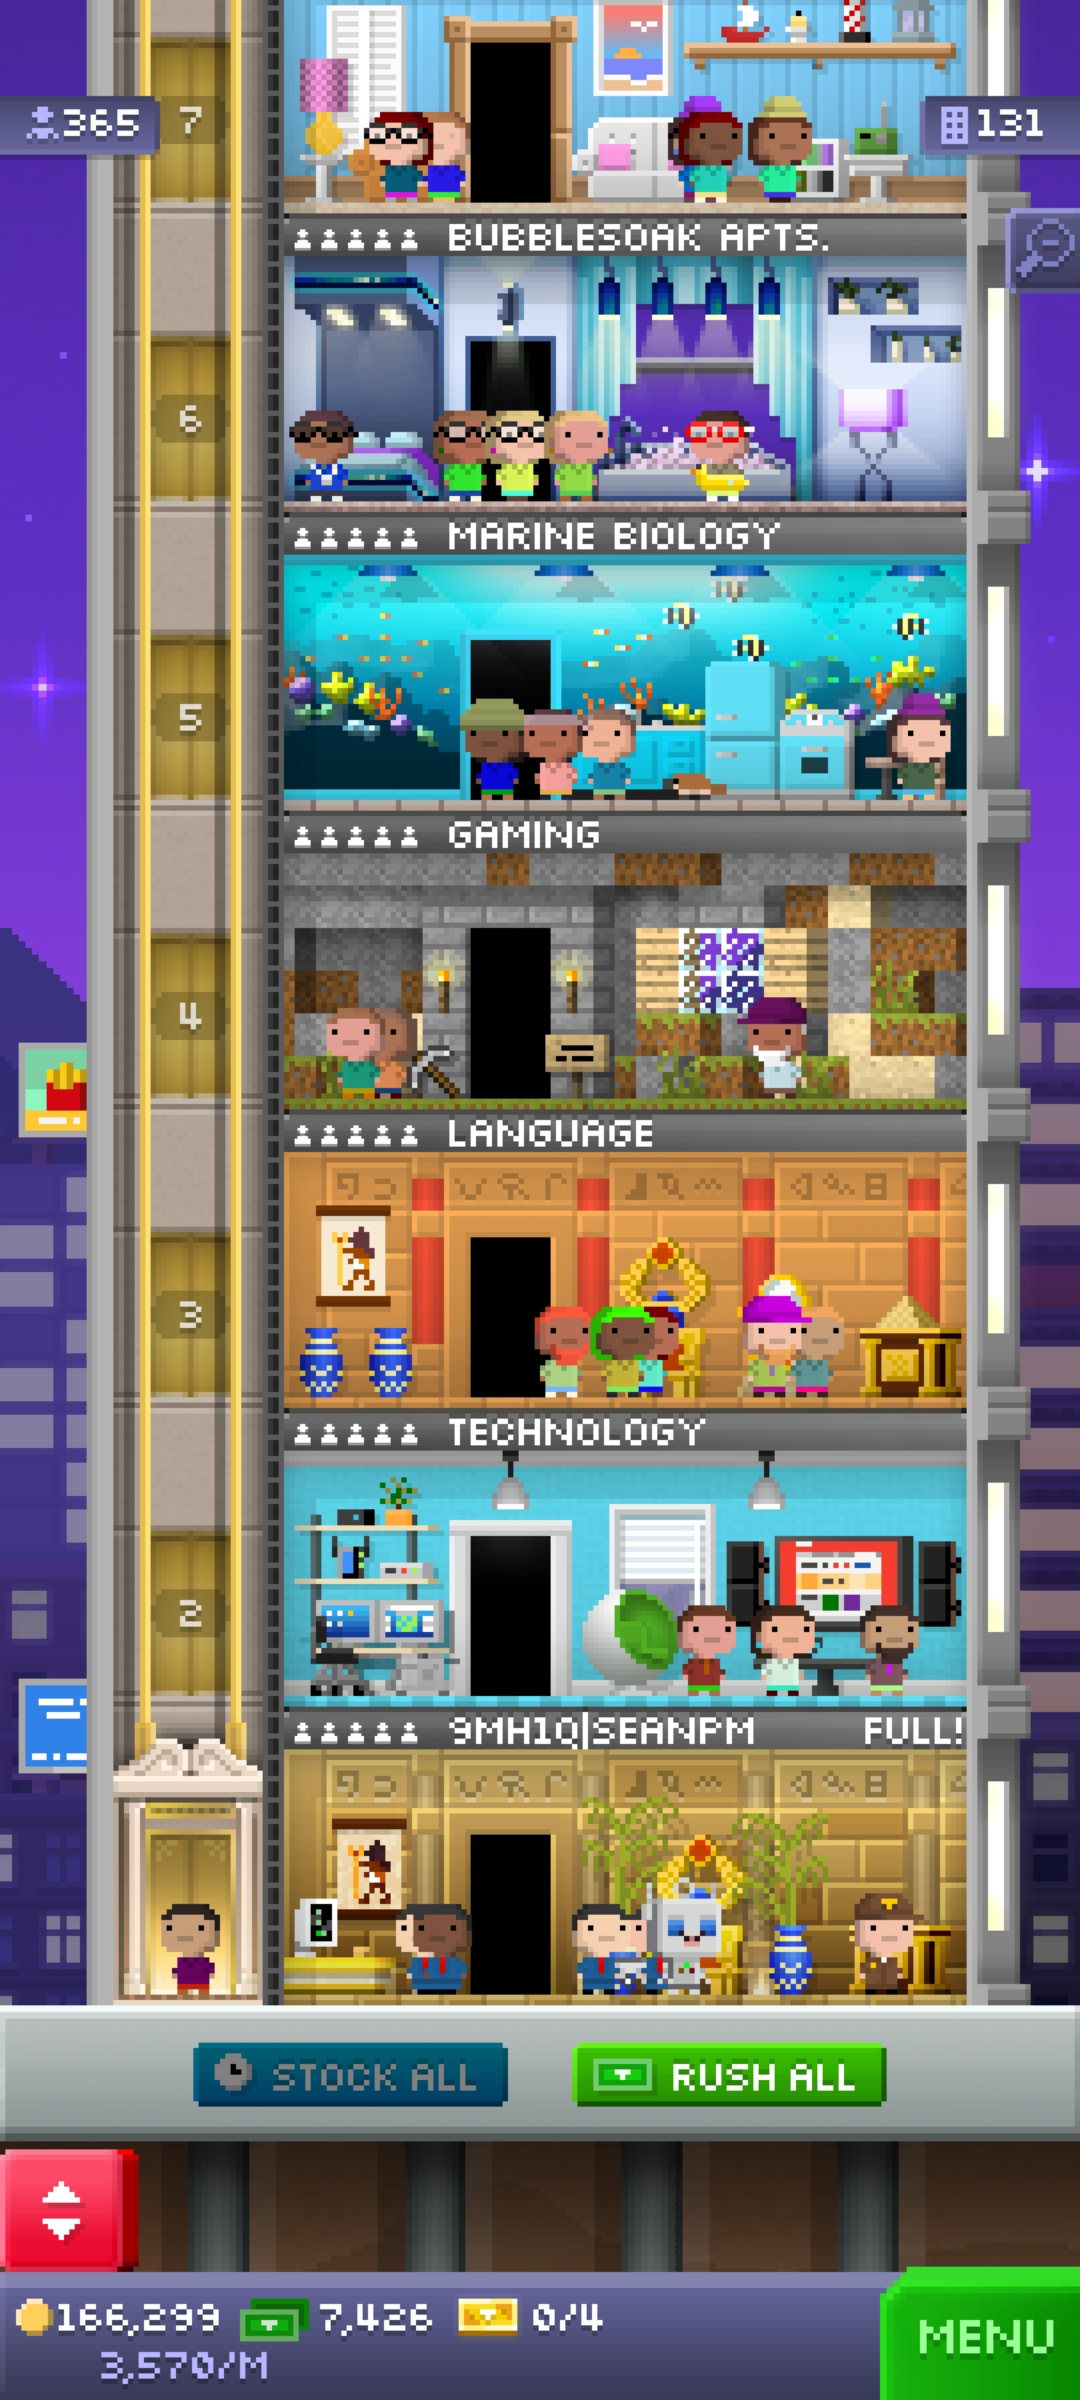 365
7
131
BUBBLESOAK APTS.
6
MARINE BIOLOGY
5
GAMING
4
LANGUAGE
3
TECHNOLOGY
2
9MH1Q|SEANPM FULL!
STOCK ALL
RUSH ALL
166,299 7,426 0/4
3,570/M
MENU